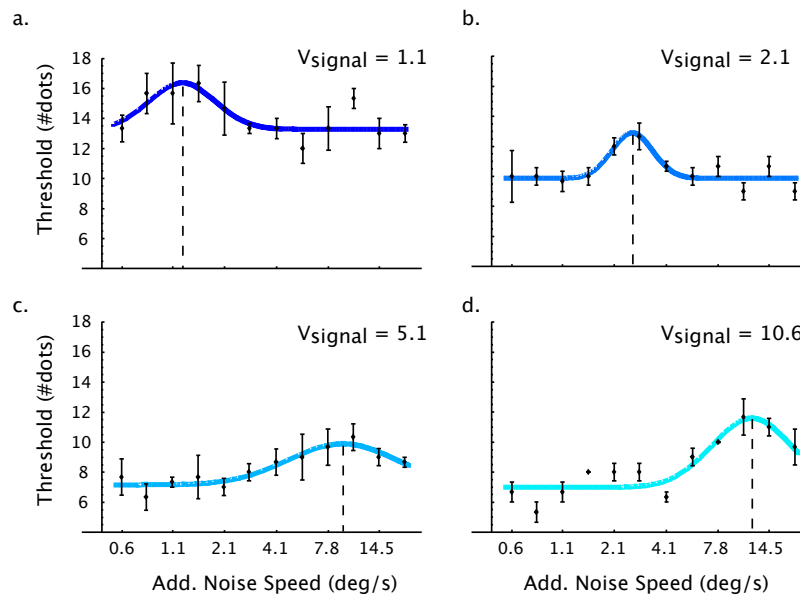 a.
Vsignal = 1.1
18
16
14
12
10
8
6
Threshold (#dots)
b.
Vsignal = 2.1
c.
Vsignal = 5.1
18
16
14
12
10
8
6
Threshold (#dots)
0.6 1.1 2.1 4.1 7.8 14.5
Add. Noise Speed (deg/s)
d.
Vsignal = 10.6
0.6 1.1 2.1 4.1 7.8 14.5
Add. Noise Speed (deg/s)